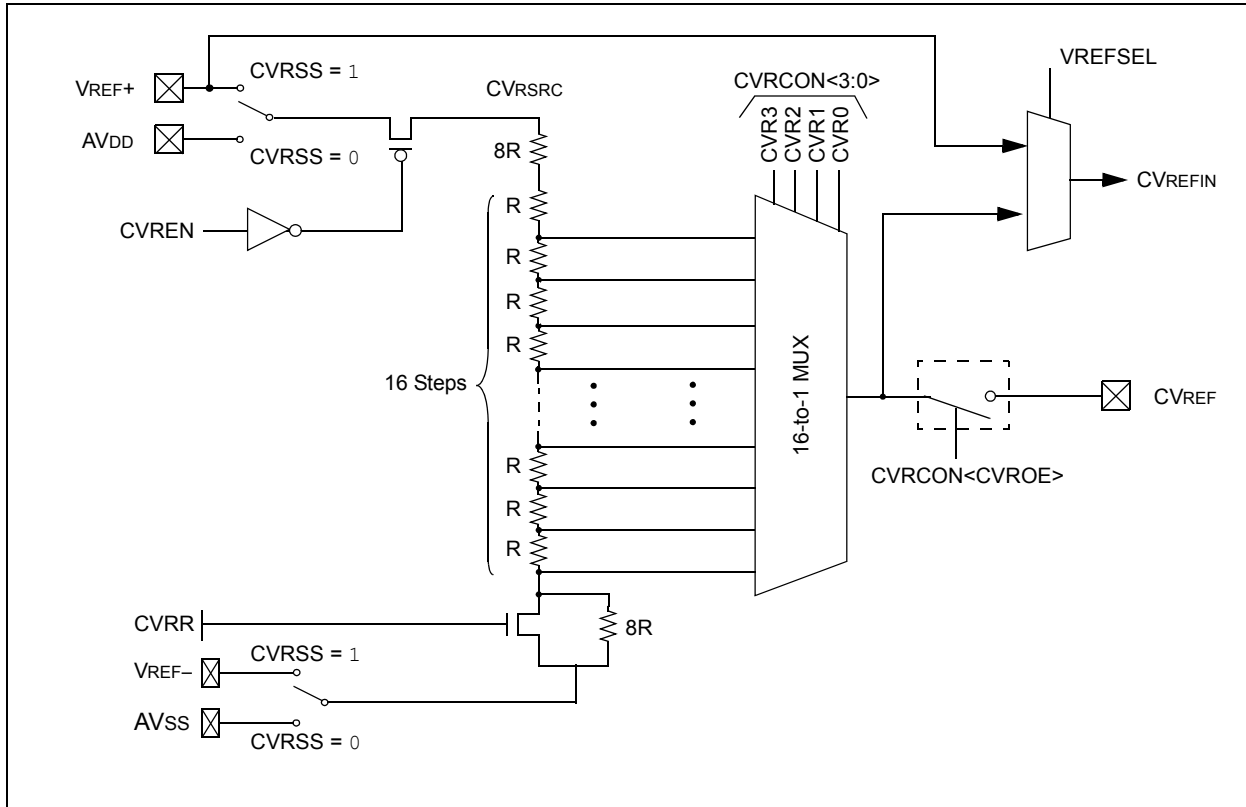 VREF+
CVRSS = 1
AVDD
CVRSS = 0
CVREN
CVRSRC
8R
R
R
R
R
16 Steps
R
R
R
CVRR
8R
VREF–
CVRSS = 1
AVSS
CVRSS = 0
CVRCON<3:0>
CVR3
CVR2
CVR1
CVR0
16-to-1 MUX
VREFSEL
CVREFIN
CVREF
CVRCON<CVROE>